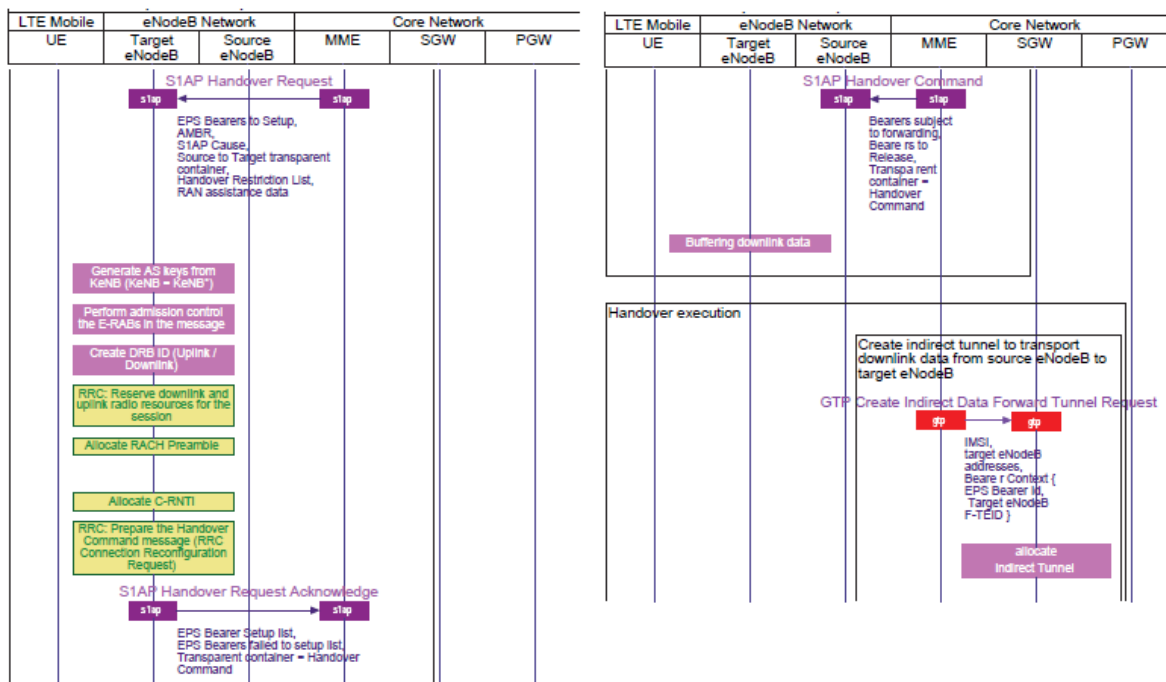 LTE Mobile eNodeB Network Core Network
UE Target eNodeB Source eNodeB MME SGW PGW
S1AP Handover Request
s1ap s1ap
EPS Bearers to Setup,
AMBR,
S1AP Cause,
Source to Target transparent
container,
Handover Restriction List,
RAN assistance data
Generate AS keys from
KeNB (KeNB = KeNB*)
Perform admission control
the E-RABs in the message
Create DRB ID (Uplink /
Downlink)
RRC: Reserve downlink and
uplink radio resources for the
session
Allocate RACH Preamble
Allocate C-RNTI
RRC: Prepare the Handover
Command message (RRC
Connection Reconfiguration
Request)
S1AP Handover Request Acknowledge
s1ap s1ap
EPS Bearer Setup list,
EPS Bearers failed to setup list,
Transparent container = Handover
Command
LTE Mobile eNodeB Network Core Network
UE Target eNodeB Source eNodeB MME SGW PGW
S1AP Handover Command
s1ap s1ap
Bearers subject
to forwarding,
Beare rs to
Release,
Transpa rent
container =
Handover
Command
Buffering downlink data
Handover execution
Create indirect tunnel to transport
downlink data from source eNodeB to
target eNodeB
GTP Create Indirect Data Forward Tunnel Request
gtp gtp
IMSI,
target eNodeB
addresses,
Beare r Context {
EPS Bearer Id,
Target eNodeB
F-TEID }
allocate
Indirect Tunnel